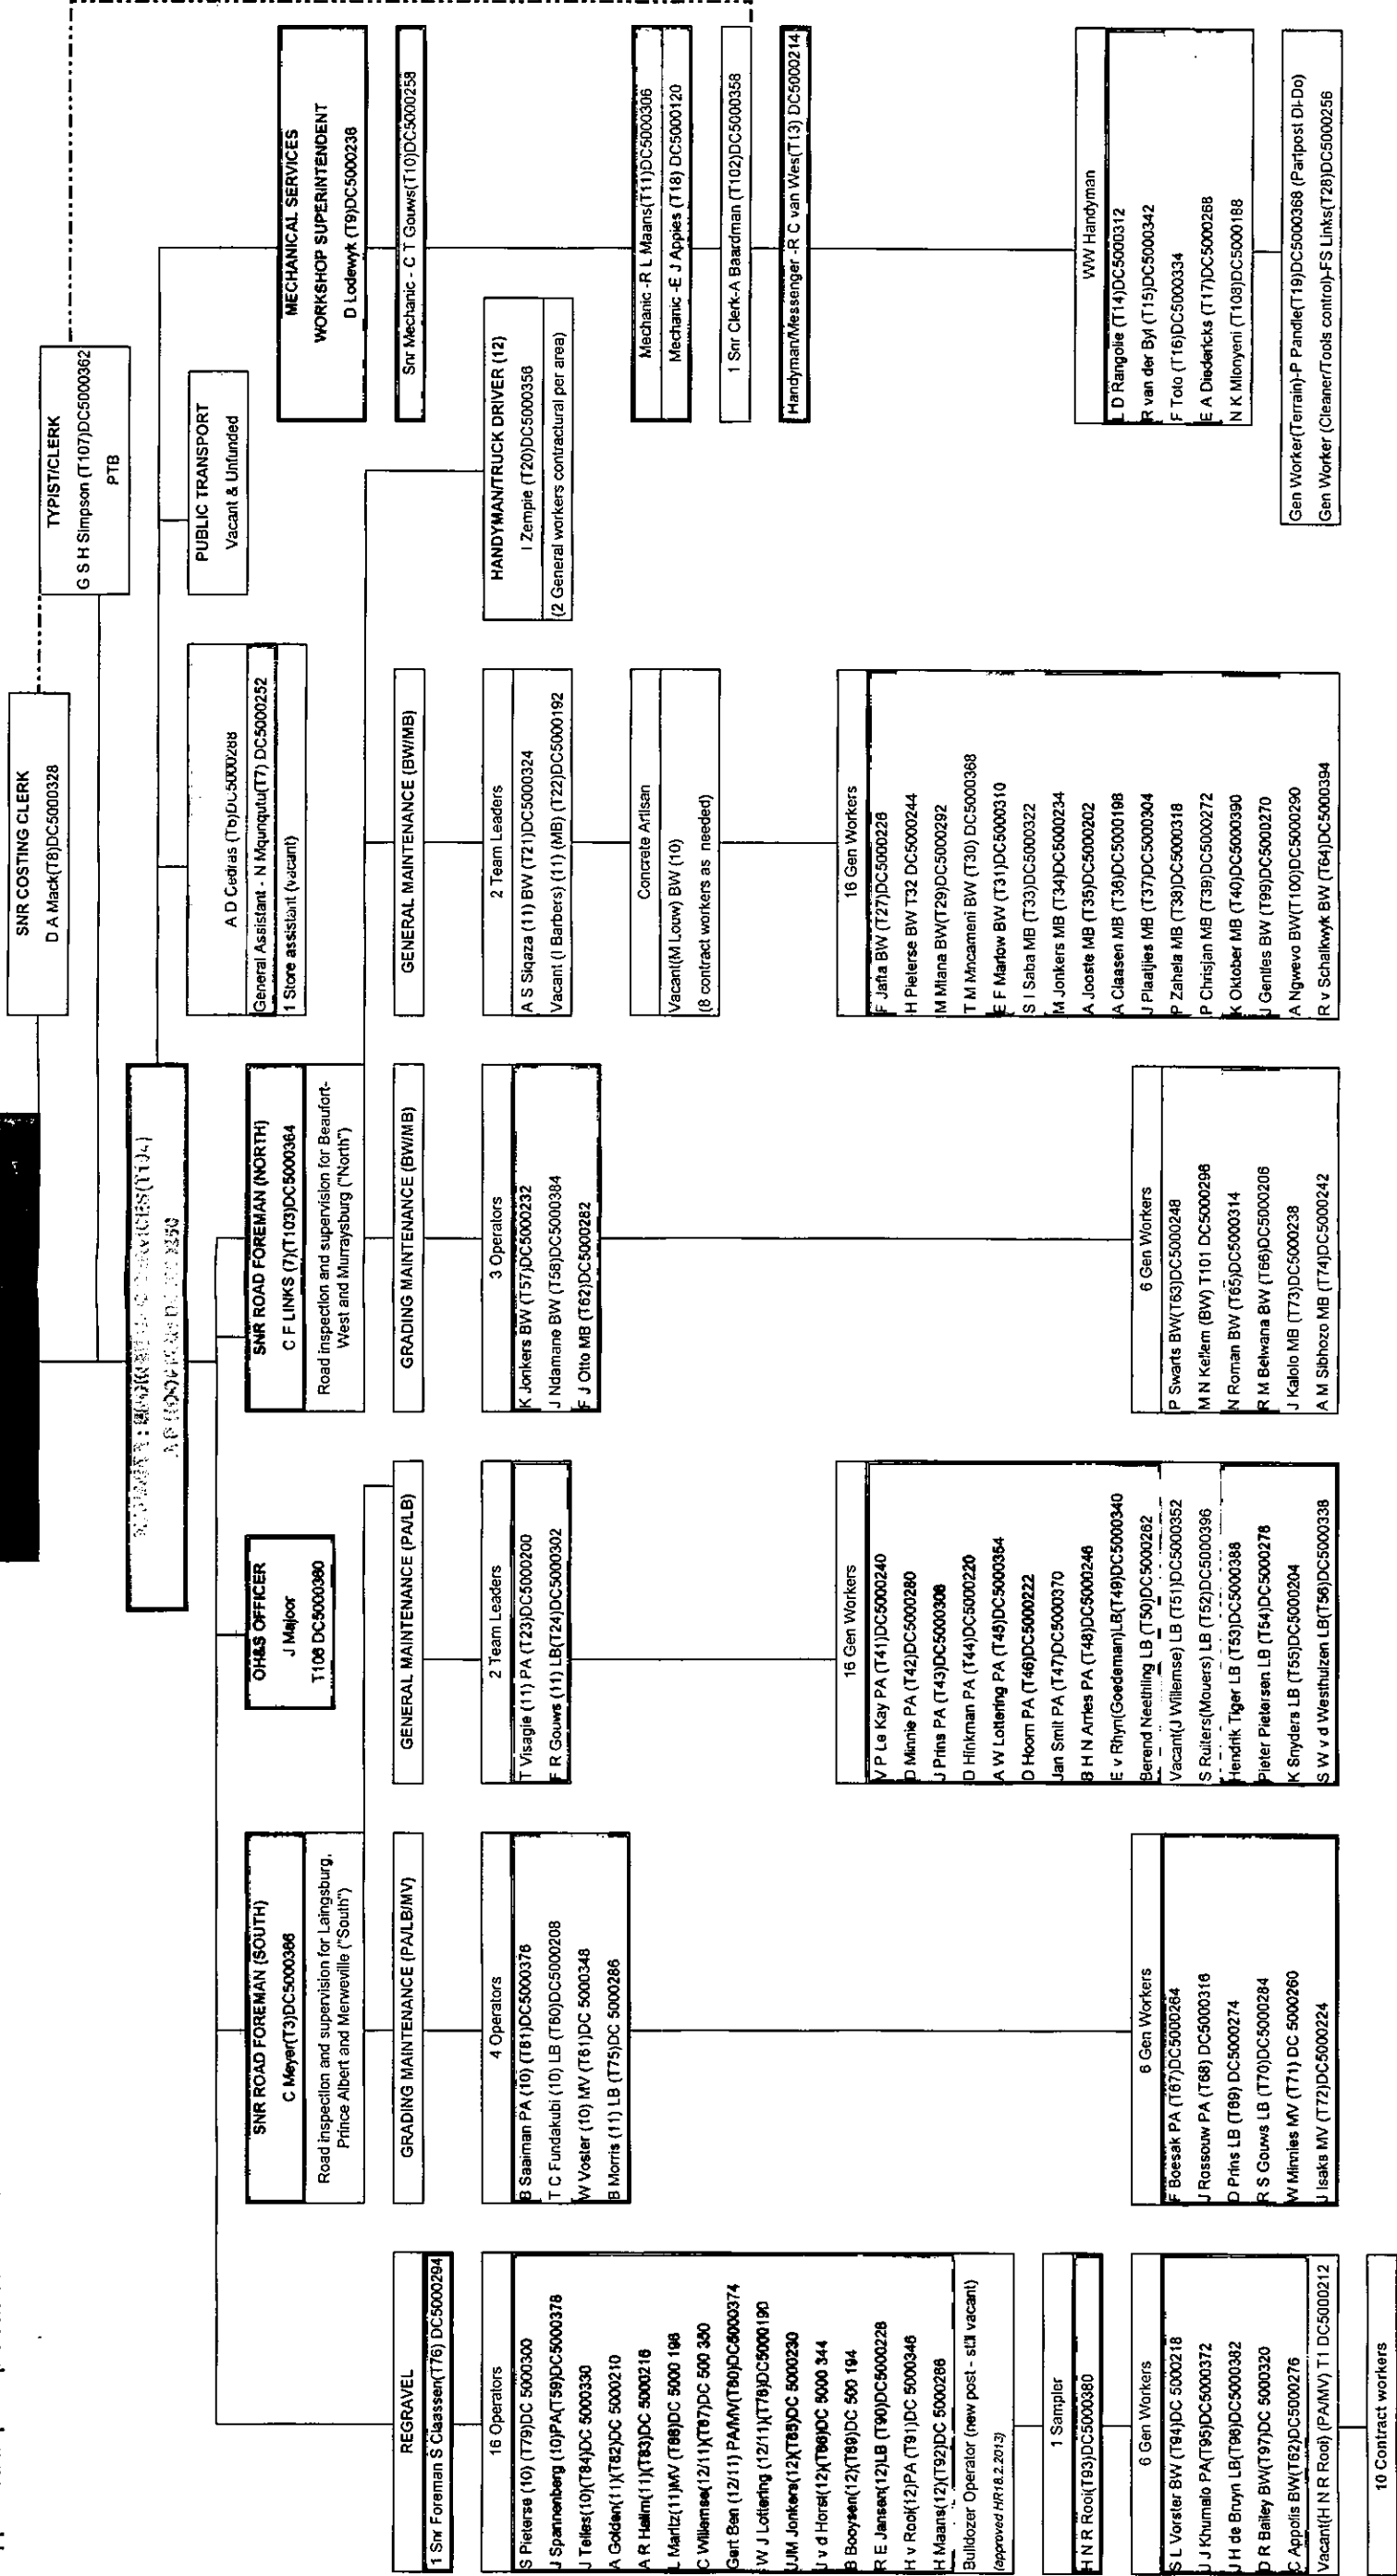 SNR COSTING CLERK
D A Mack(T8)DC5000328
TYPIST/CLERK
G S H Simpson (T107)DC5000362
PTB
SNR ROAD FOREMAN (SOUTH)
C Meyer(T3)DC5000366
Road inspection and supervision for Laingsburg,
Prince Albert and Merweville ("South")
OH&S OFFICER
J Majoor
T106 DC5000380
SNR ROAD FOREMAN (NORTH)
C F LINKS (7)(T103)DC5000364
Road inspection and supervision for Beaufort-
West and Murraysburg ("North")
A D Cedras
General Assistant - N Mqunqutu(T7) DC5000252
1 Store assistant (vacant)
PUBLIC TRANSPORT
Vacant & Unfunded
MECHANICAL SERVICES
WORKSHOP SUPERINTENDENT
D Lodewyk (T9)DC5000236
Snr Mechanic - C T Gouws(T10)DC5000258
REGRAVEL
1 Snr Foreman S Claassen(T76) DC5000294
16 Operators
S Pieterse (10) (T79)DC 5000300
J Spannenberg (10)PA(T59)DC5000378
J Telles(10)(T84)DC 5000330
A Golden(11)(T82)DC 5000210
A R Halim(11)(T83)DC 5000216
L Maritz(11)MV (T88)DC 5000 198
C Willemse(12/11)(T87)DC 500 350
Gert Ben (12/11) PA/MV(T80)DC5000374
W J Lottering (12/11)(T78)DC5000190
JJM Jonkers(12)(T85)DC 5000230
J v d Horst(12)(T86)DC 5000 344
B Booysen(12)(T89)DC 500 194
R E Jansen(12)LB (T90)DC5000228
H v Rooi(12)PA (T91)DC 5000346
H Maans(12)(T92)DC 5000286
Bulldozer Operator (new post - still vacant)
(approved HR18.2.2013)
1 Sampler
H N R Rooi(T93)DC5000380
6 Gen Workers
S L Vorster BW (T94)DC 5000218
J J Khumalo PA(T95)DC5000372
J H de Bruyn LB(T96)DC5000382
D R Bailey BW(T97)DC 5000320
C Appollis BW(T62)DC5000276
Vacant(H N R Rooi) (PA/MV) T1 DC5000212
10 Contract workers
GRADING MAINTENANCE (PA/LB/MV)
4 Operators
B Saaiman PA (10) (T81)DC5000376
T C Fundakubi (10) LB (T60)DC5000208
W Voster (10) MV (T61)DC 5000348
B Morris (11) LB (T75)DC 5000286
6 Gen Workers
F Boesak PA (T67)DC5000264
J Rossouw PA (T68) DC5000316
D Prins LB (T69) DC5000274
R S Gouws LB (T70)DC5000284
W Minnies MV (T71) DC 5000260
J Isaks MV (T72)DC5000224
GENERAL MAINTENANCE (PA/LB)
2 Team Leaders
T Visagie (11) PA (T23)DC5000200
F R Gouws (11) LB(T24)DC5000302
16 Gen Workers
V P Le Kay PA (T41)DC5000240
D Minnie PA (T42)DC5000280
J Prins PA (T43)DC5000308
D Hinkman PA (T44)DC5000220
A W Lottering PA (T45)DC5000354
D Hoorn PA (T46)DC5000222
Jan Smit PA (T47)DC5000370
B H N Arries PA (T48)DC5000246
E v Rhyn(Goedeman)LB(T49)DC5000340
Berend Neethling LB (T50)DC5000262
Vacant(J Willemse) LB (T51)DC5000352
S Ruiters(Mouers) LB (T52)DC5000396
Hendrik Tiger LB (T53)DC5000388
Pieter Pietersen LB (T54)DC5000278
K Snyders LB (T55)DC5000204
S W v d Westhuizen LB(T56)DC5000338
GRADING MAINTENANCE (BW/MB)
3 Operators
K Jonkers BW (T57)DC5000232
J Ndamane BW (T58)DC5000384
F J Otto MB (T62)DC5000282
6 Gen Workers
P Swarts BW(T63)DC5000248
M N Kellem (BW) T101 DC5000298
N Roman BW (T65)DC5000314
R M Belwana BW (T66)DC5000206
J Kalolo MB (T73)DC5000238
A M Sibhozo MB (T74)DC5000242
GENERAL MAINTENANCE (BW/MB)
2 Team Leaders
A S Siqaza (11) BW (T21)DC5000324
Vacant (I Barbers) (11) (MB) (T22)DC5000192
Concrete Artisan
Vacant(M Louw) BW (10)
(8 contract workers as needed)
16 Gen Workers
F Jafta BW (T27)DC5000226
H Pieterse BW T32 DC5000244
M Mlana BW(T29)DC5000292
T M Mncameni BW (T30) DC5000368
E F Marlow BW (T31)DC5000310
S I Saba MB (T33)DC5000322
M Jonkers MB (T34)DC5000234
A Jooste MB (T35)DC5000202
A Claasen MB (T36)DC5000198
J Plaatjies MB (T37)DC5000304
P Zahela MB (T38)DC5000318
P Chrisjan MB (T39)DC5000272
K Oktober MB (T40)DC5000390
J Gentles BW (T99)DC5000270
A Ngwevo BW(T100)DC5000290
R v Schalkwyk BW (T64)DC5000394
HANDYMAN/TRUCK DRIVER (12)
I Zempie (T20)DC5000356
(2 General workers contractural per area)
Mechanic -R L Maans(T11)DC5000306
Mechanic -E J Appies (T18) DC5000120
1 Snr Clerk-A Baardman (T102)DC5000358
Handyman/Messenger -R C van Wes(T13) DC5000214
WW Handyman
L D Rangolie (T14)DC5000312
R van der Byl (T15)DC5000342
F Toto (T16)DC5000334
E A Diedericks (T17)DC5000268
N K Mlonyeni (T108)DC5000188
Gen Worker(Terrain)-P Pandle(T19)DC5000368 (Partpost Di-Do)
Gen Worker (Cleaner/Tools control)-FS Links(T28)DC5000256